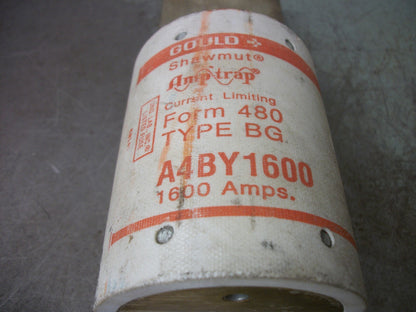 GOULD
Shawmut®
Amp-trap®
Current Limiting
Form 480
TYPE BG
A4BY1600
1600 Amps.